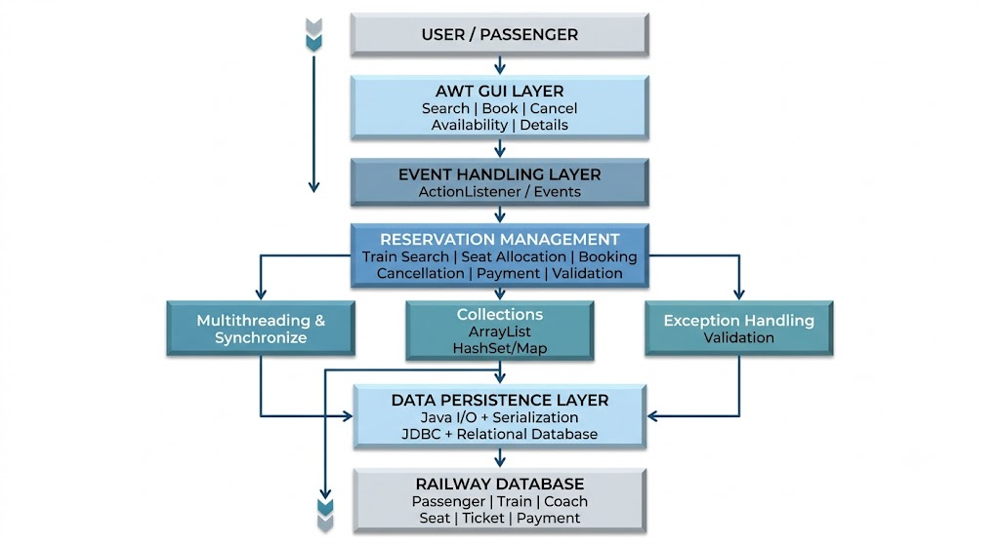 USER / PASSENGER
AWT GUI LAYER
Search | Book | Cancel
Availability | Details
EVENT HANDLING LAYER
ActionListener / Events
RESERVATION MANAGEMENT
Train Search | Seat Allocation | Booking
Cancellation | Payment | Validation
Multithreading &
Synchronize
Collections
ArrayList
HashSet/Map
Exception Handling
Validation
DATA PERSISTENCE LAYER
Java I/O + Serialization
JDBC + Relational Database
RAILWAY DATABASE
Passenger | Train | Coach
Seat | Ticket | Payment